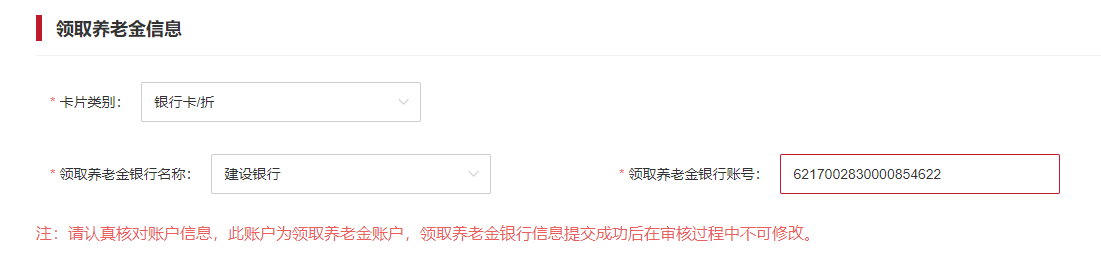 领取养老金信息
* 卡片类别： 银行卡/折
* 领取养老金银行名称： 建设银行 * 领取养老金银行账号： 6217002830000854622
注：请认真核对账户信息，此账户为领取养老金账户，领取养老金银行信息提交成功后在审核过程中不可修改。